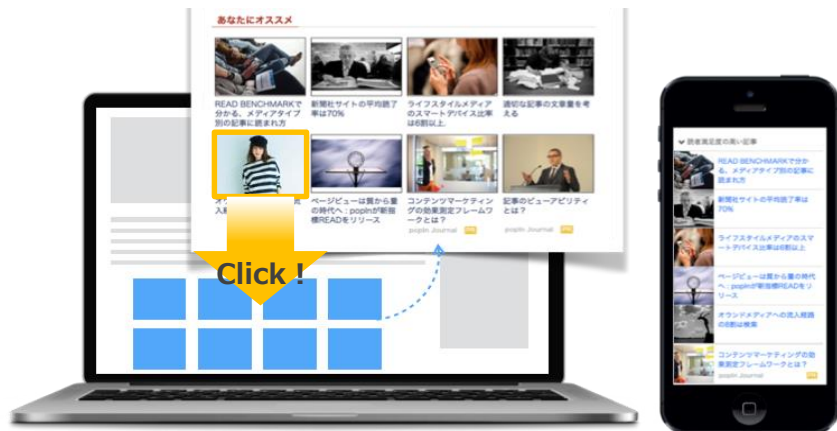 あなたにオススメ
READ BENCHMARKで
分かる、メディアタイプ
別の記事に読まれ方
新聞社サイトの平均読了
率は70%
ライフスタイルメディア
のスマートデバイス比率
は6割以上
適切な記事の文章量を考
える
ページビューは質から量
の時代へ：popInが新指
標READをリリース
コンテンツマーケティン
グの効果測定フレームワ
ークとは？
popIn Journal
記事のビューアビリティ
とは？
popIn Journal
Click !
読者満足度の高い記事
READ BENCHMARKで分か
る、メディアタイプ別の記事に
読まれ方
新聞社サイトの平均読了率は
70%
ライフスタイルメディアのスマ
ートデバイス比率は6割以上
ページビューは質から量の時代
へ：popInが新指標READをリ
リース
オウンドメディアへの流入経路
の6割は検索
コンテンツマーケティングの効
果測定フレームワークとは？
popIn Journal